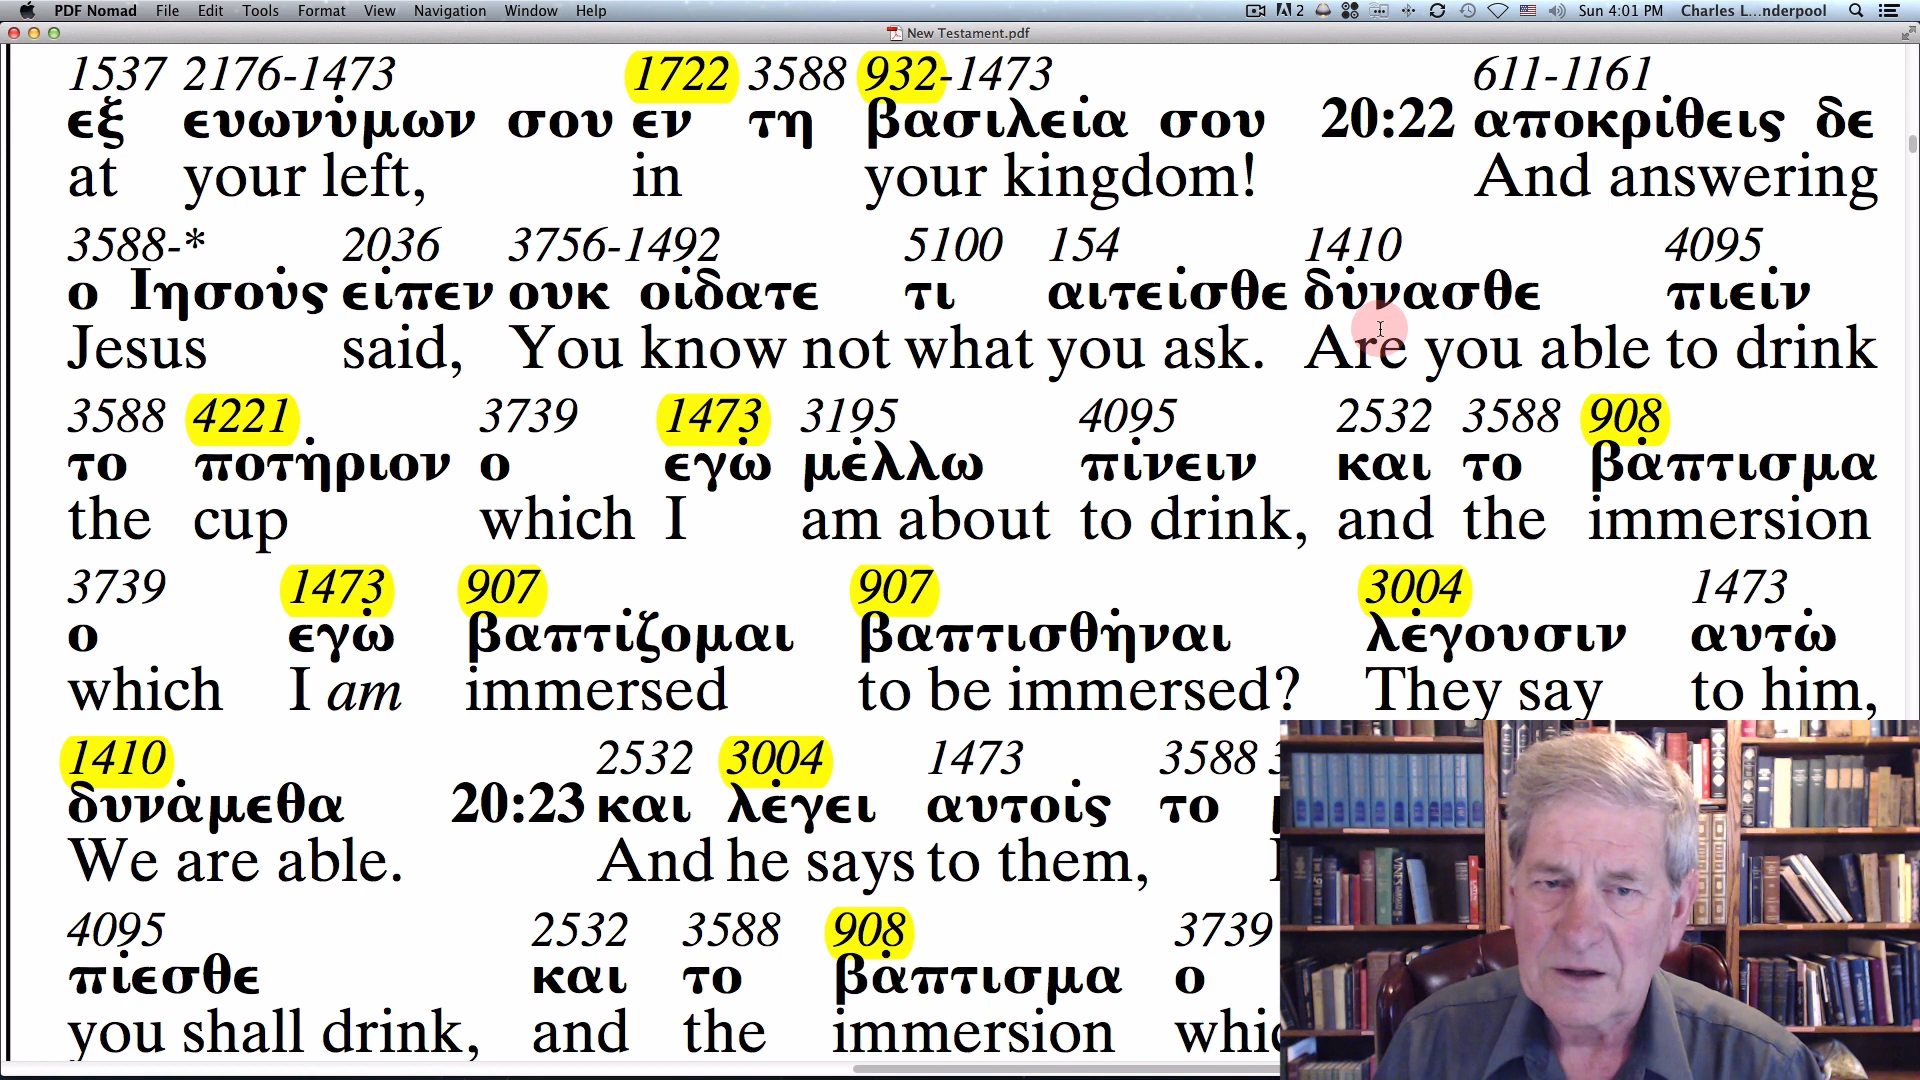 PDF Nomad File Edit Tools Format View Navigation Window Help 2 Sun 4:01 PM Charles L...nderpool
New Testament.pdf
1537 2176-1473 1722 3588 932-1473 611-1161
εξ ευωνύμων σου εν τη βασιλεία σου 20:22 αποκρίθεις δε
at your left, in your kingdom! And answering
3588-* 2036 3756-1492 5100 154 1410 4095
ο Ιησούς είπεν ουκ οίδατε τι αιτείσθε δύνασθε πιείν
Jesus said, You know not what you ask. Are you able to drink
3588 4221 3739 1473 3195 4095 2532 3588 908
το ποτήριον ο εγώ μέλλω πίνειν και το βάπτισμα
the cup which I am about to drink, and the immersion
3739 1473 907 907 3004 1473
ο εγώ βαπτίζομαι βαπτισθήναι λέγουσιν αυτώ
which I am immersed to be immersed? They say to him,
1410 2532 3004 1473 3588
δυνάμεθα 20:23 και λέγει αυτοίς το
We are able. And he says to them,
4095 2532 3588 908 3739
πίεσθε και το βάπτισμα ο
you shall drink, and the immersion